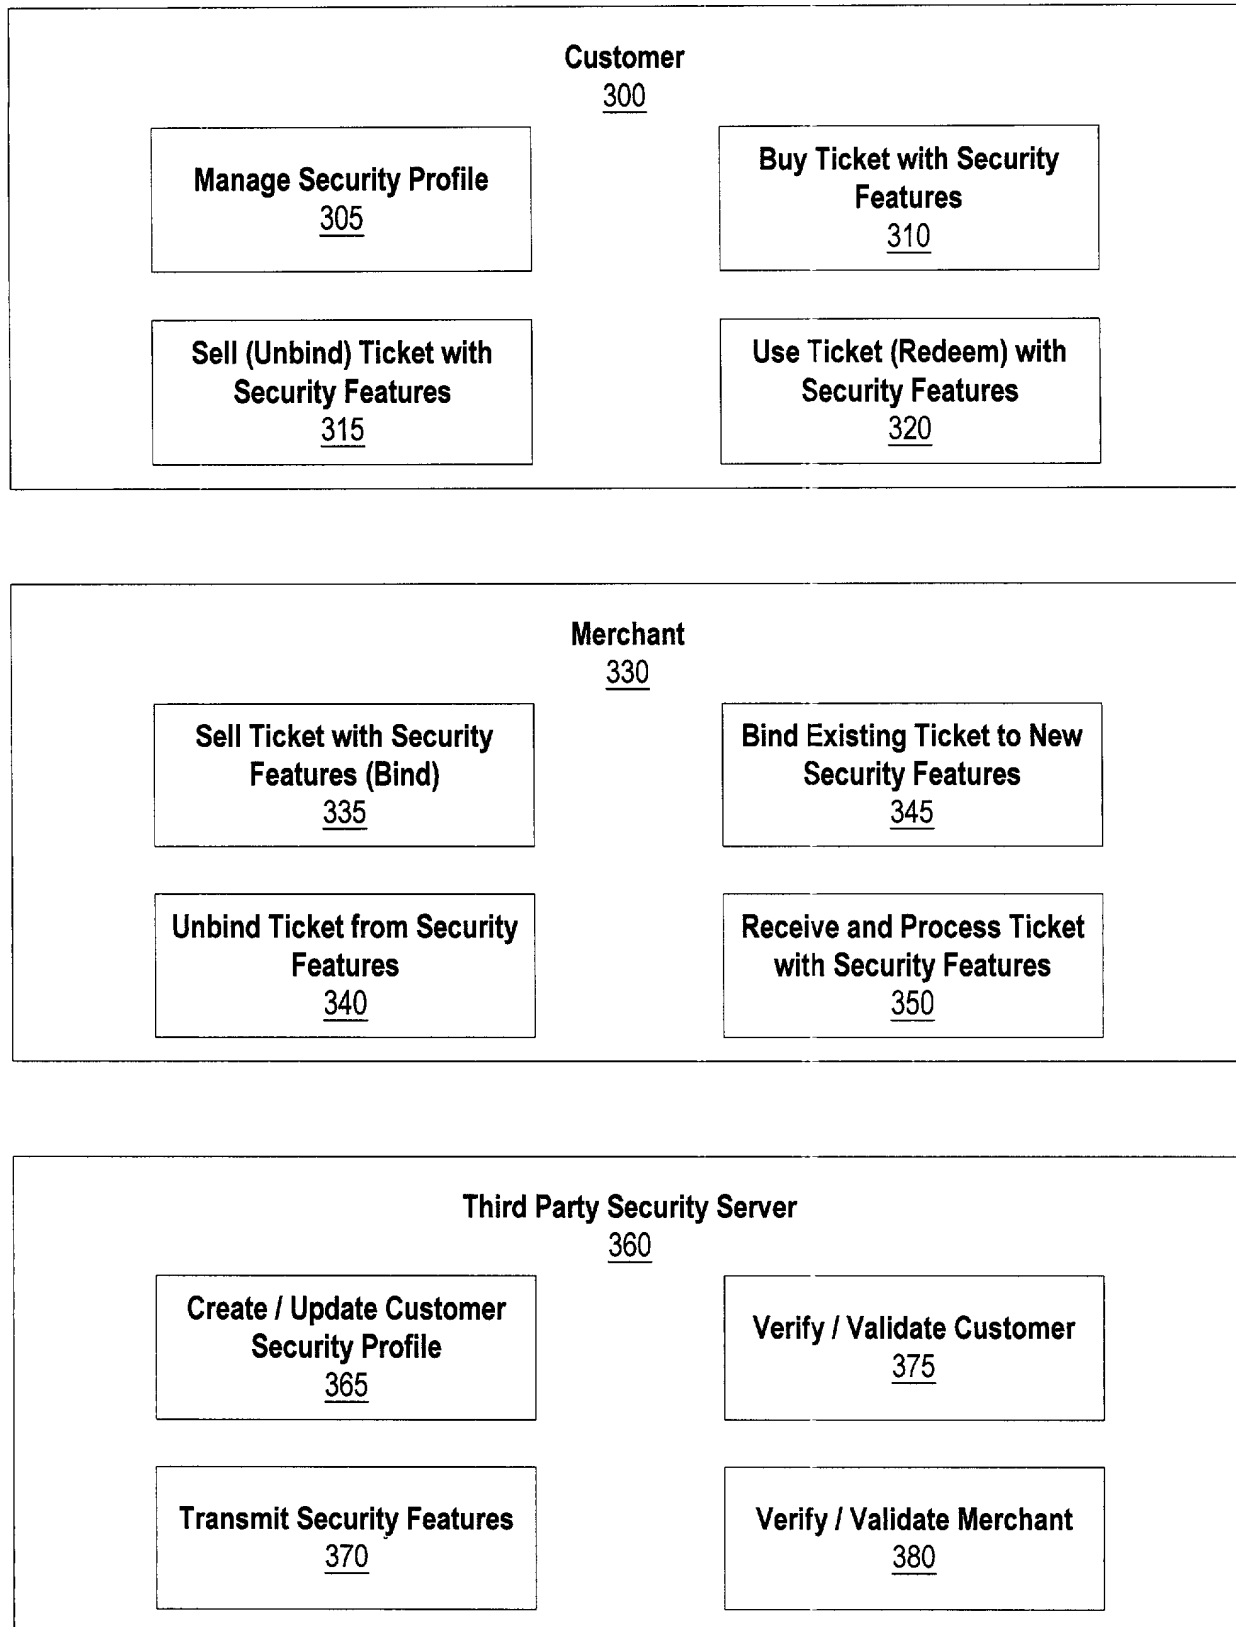 Customer
300
Manage Security Profile
305
Buy Ticket with Security
Features
310
Sell (Unbind) Ticket with
Security Features
315
Use Ticket (Redeem) with
Security Features
320
Merchant
330
Sell Ticket with Security
Features (Bind)
335
Bind Existing Ticket to New
Security Features
345
Unbind Ticket from Security
Features
340
Receive and Process Ticket
with Security Features
350
Third Party Security Server
360
Create / Update Customer
Security Profile
365
Verify / Validate Customer
375
Transmit Security Features
370
Verify / Validate Merchant
380